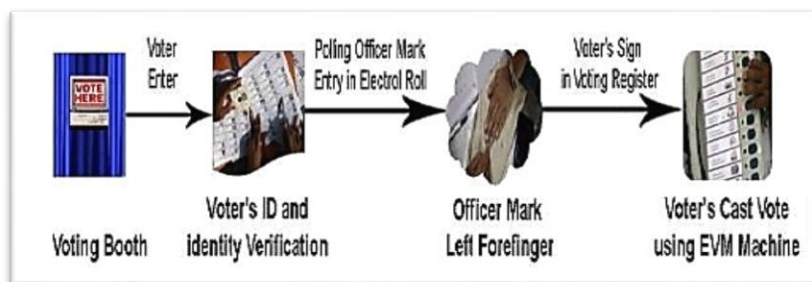 Voter
Enter
Polling Officer Mark
Entry in Electrol Roll
Voter's Sign
in Voting Register
VOTE
HERE
Voting Booth
Voter's ID and
identity Verification
Officer Mark
Left Forefinger
Voter's Cast Vote
using EVM Machine